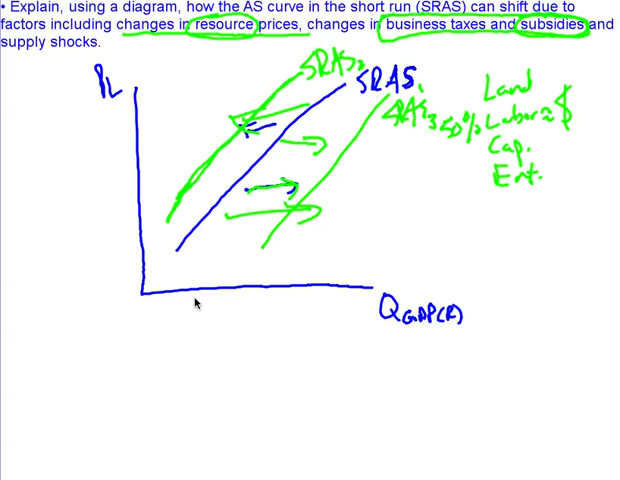 • Explain, using a diagram, how the AS curve in the short run (SRAS) can shift due to
factors including changes in resource prices, changes in business taxes and subsidies and
supply shocks.
PL
SRAS2
SRAS1
SRAS3
Land
50% Labor = $
Cap.
Ent.
Q GDP(R)